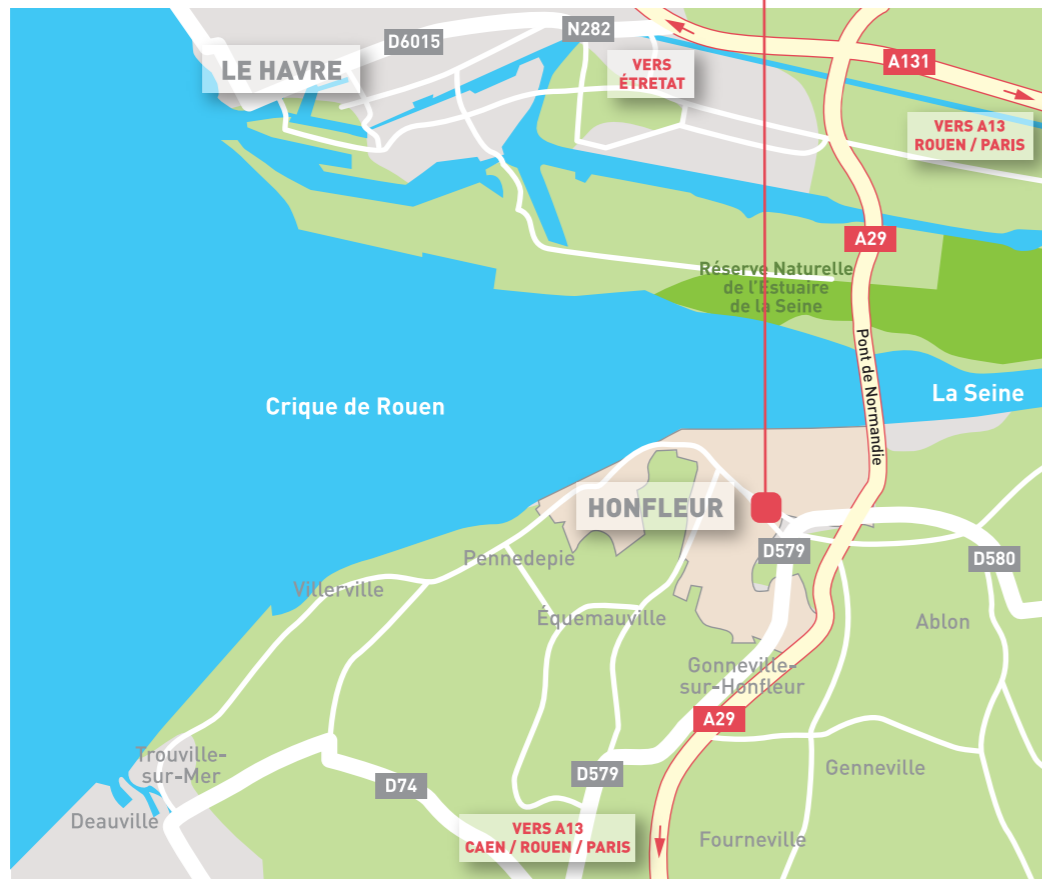 D6015
N282
LE HAVRE
VERS
ÉTRETAT
A131
VERS A13
ROUEN / PARIS
A29
Réserve Naturelle
de l'Estuaire
de la Seine
Pont de Normandie
La Seine
Crique de Rouen
HONFLEUR
D579
D580
Pennedepie
Villerville
Équemauville
Ablon
Gonneville-
sur-Honfleur
A29
Trouville-
sur-Mer
D74
D579
Genneville
Deauville
VERS A13
CAEN / ROUEN / PARIS
Fourneville